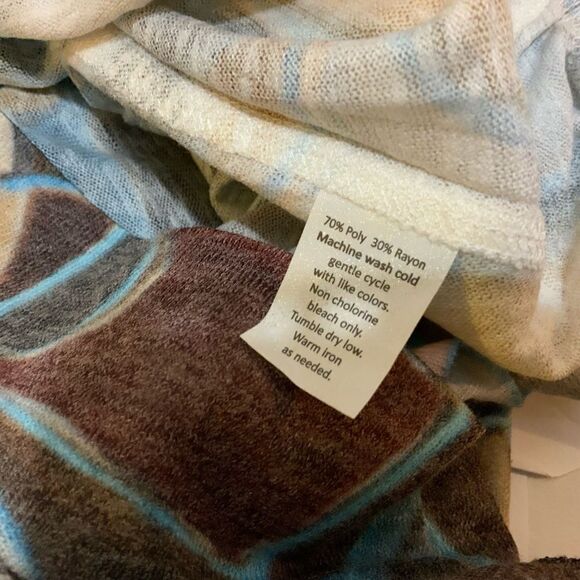 70% Poly 30% Rayon
Machine wash cold
gentle cycle
with like colors.
Non cholorine
bleach only.
Tumble dry low.
Warm iron
as needed.